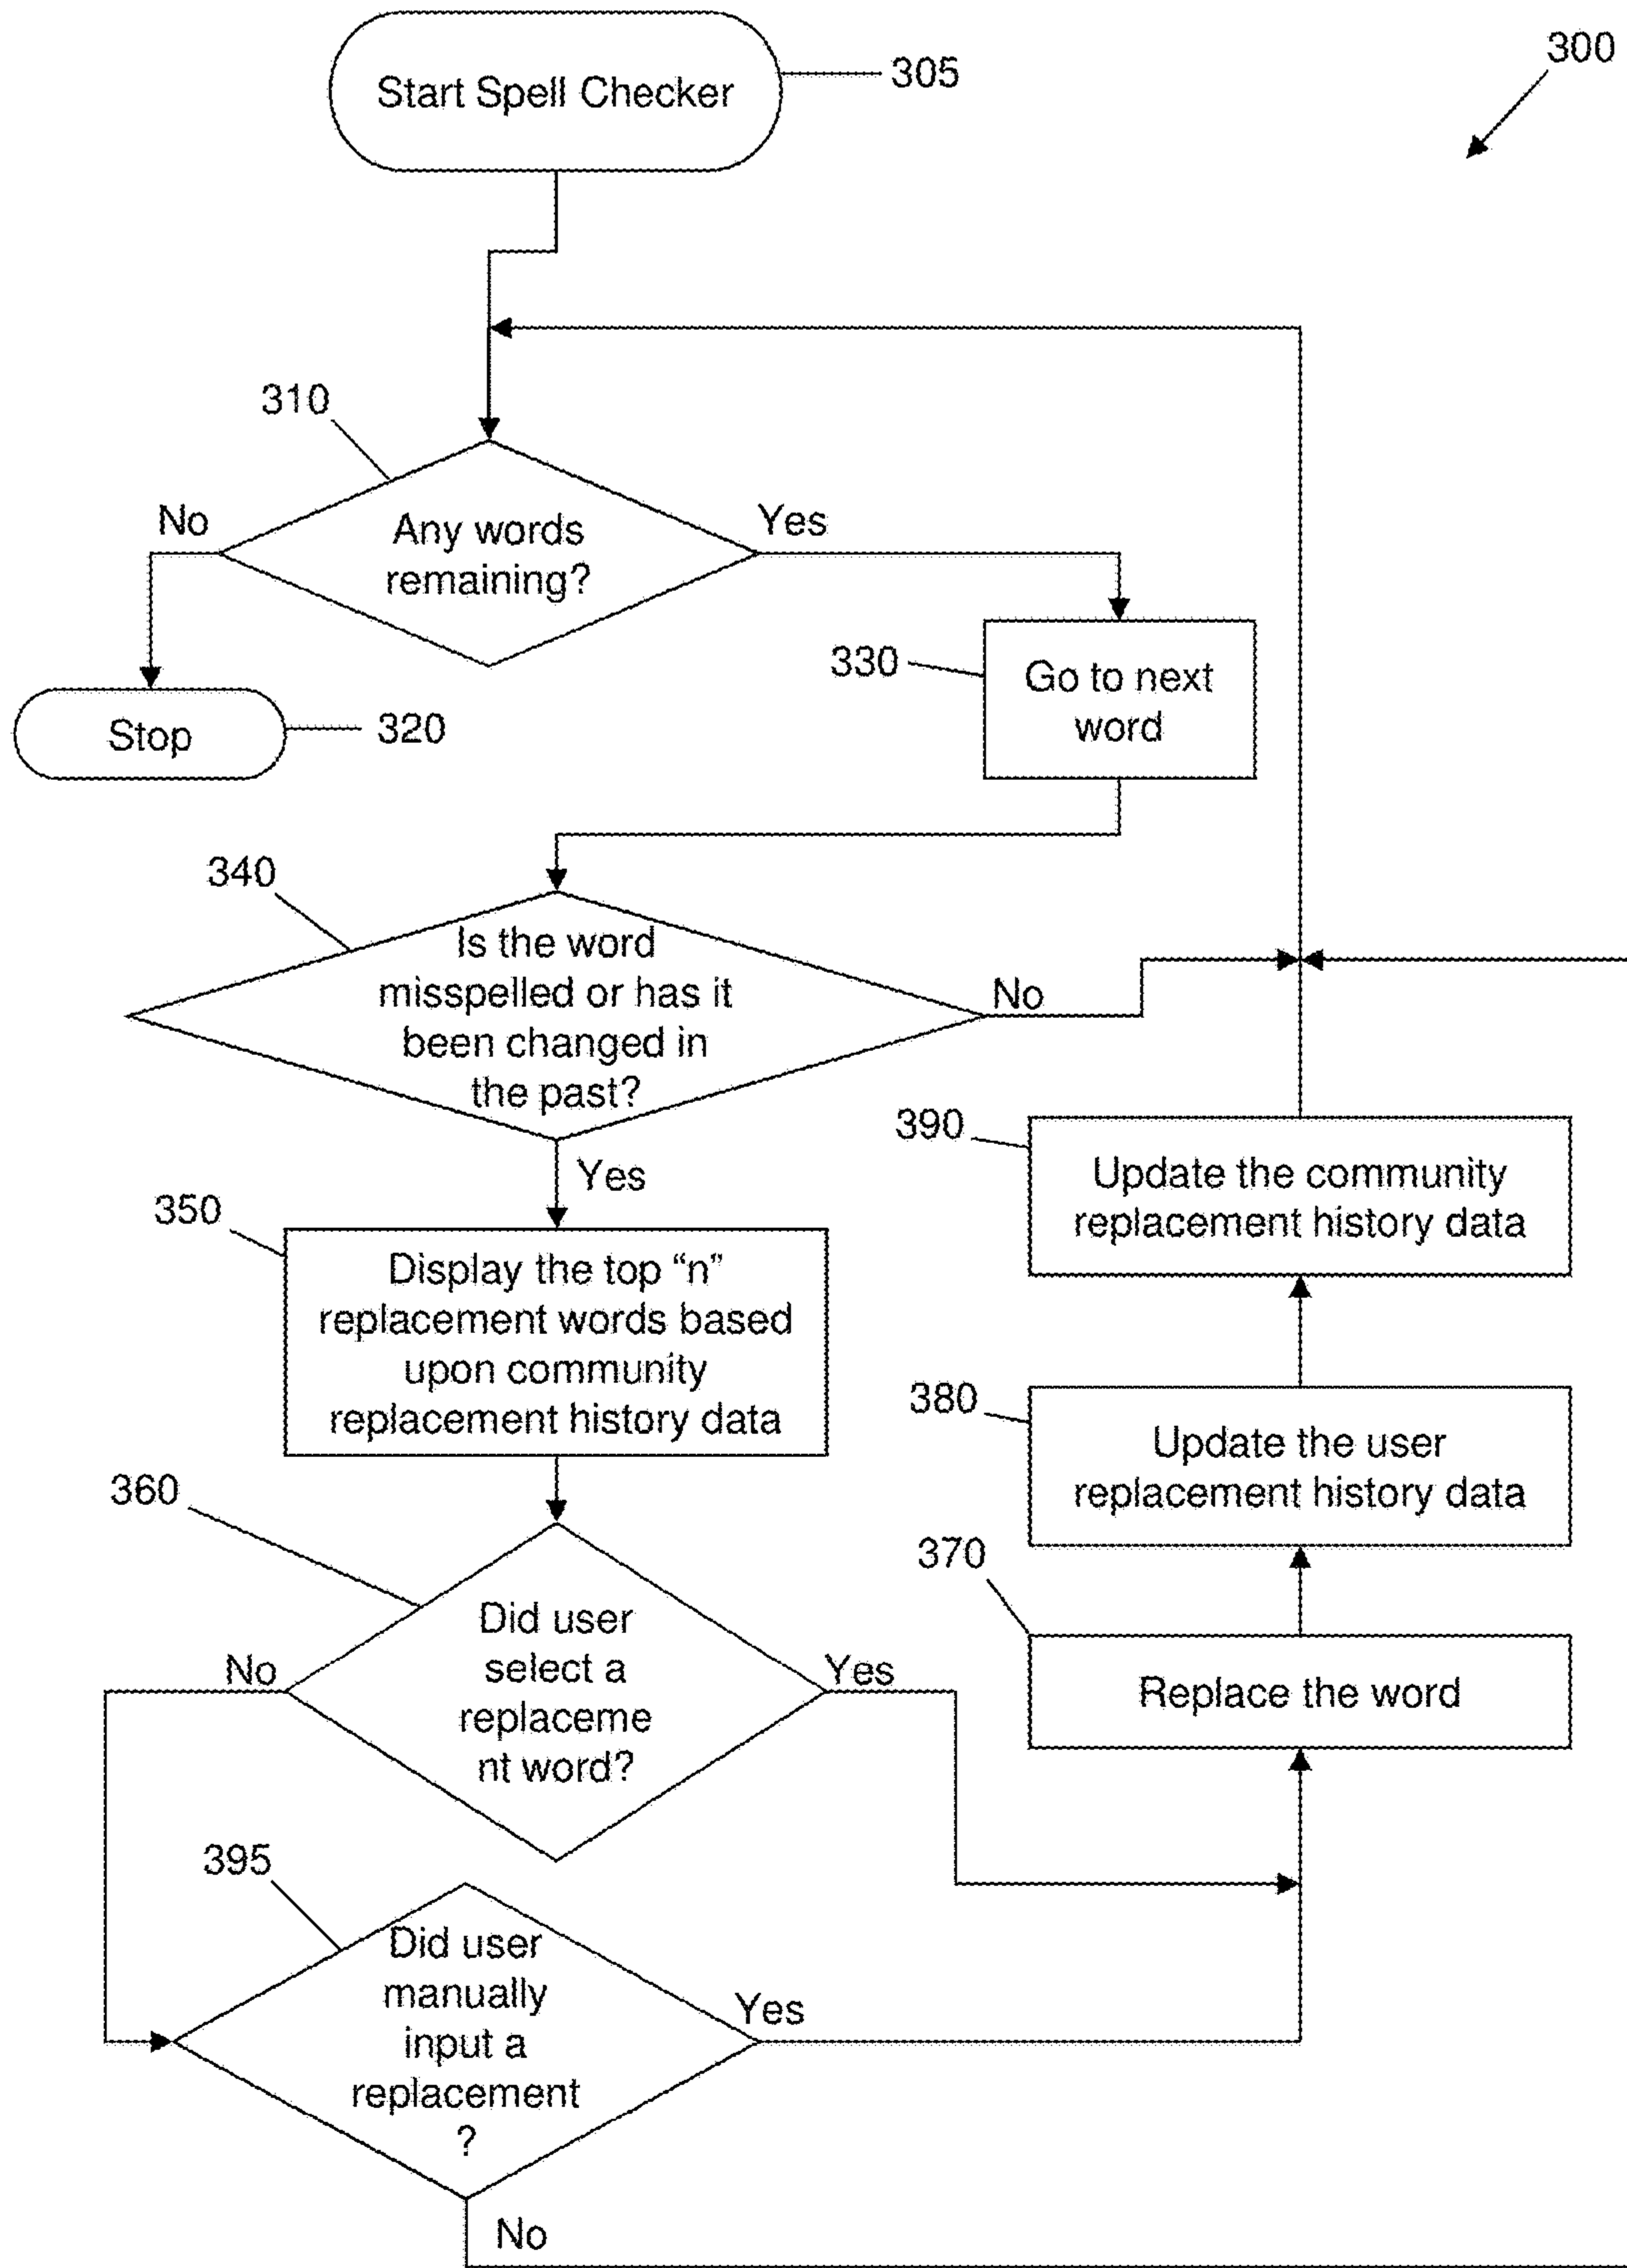 Start Spell Checker
305
300
310
No
Any words
remaining?
Yes
330
Go to next
word
Stop
320
340
Is the word
misspelled or has it
been changed in
the past?
No
Yes
350
Display the top “n”
replacement words based
upon community
replacement history data
390
Update the community
replacement history data
380
Update the user
replacement history data
360
370
Did user
select a
replaceme
nt word?
No
Yes
Replace the word
395
Did user
manually
input a
replacement
?
Yes
No